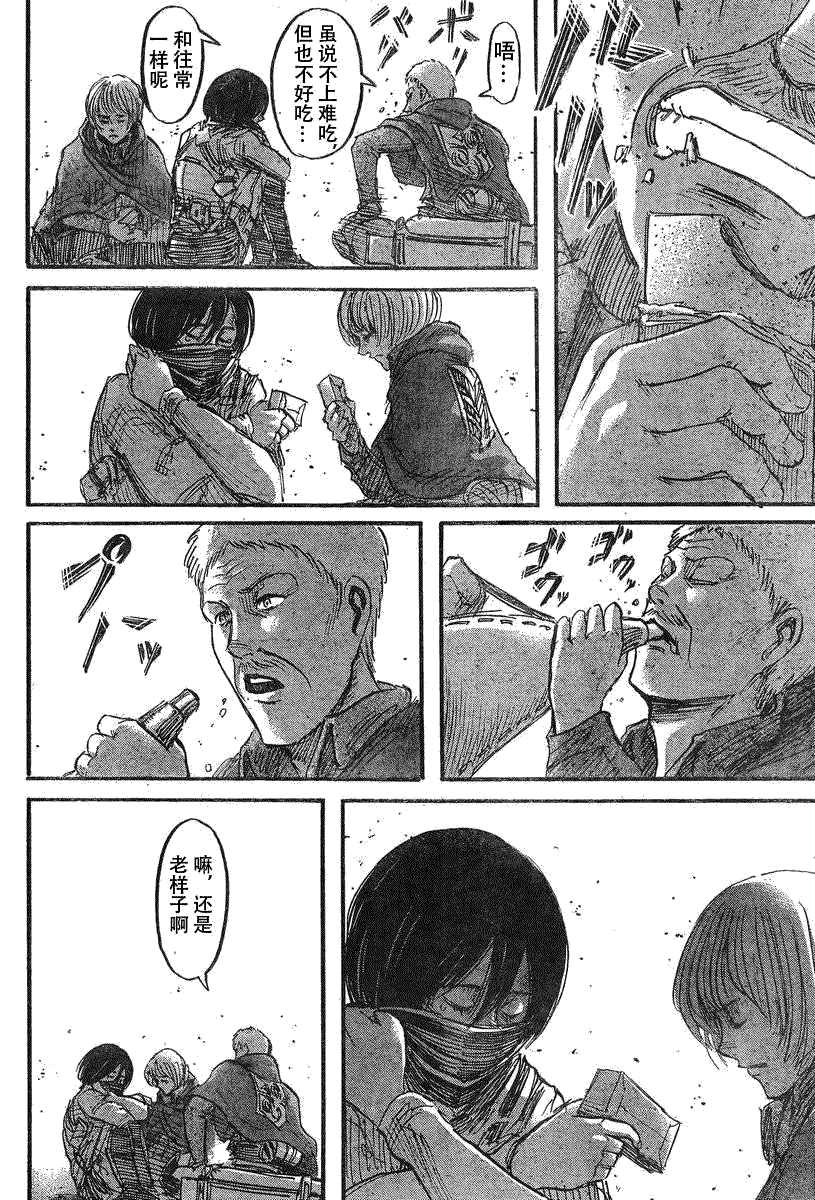 唔…
虽说不上难吃,
但也不好吃…
和往常
一样呢
嘛,还是
老样子啊